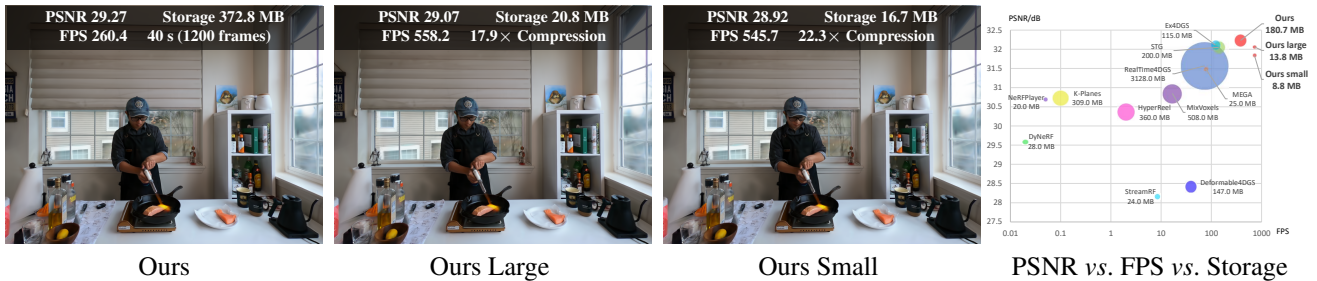 PSNR 29.27 Storage 372.8 MB
FPS 260.4 40 s (1200 frames)
PSNR 29.07 Storage 20.8 MB
FPS 558.2 17.9× Compression
PSNR 28.92 Storage 16.7 MB
FPS 545.7 22.3× Compression
PSNR/dB
32.5
32
31.5
31
30.5
30
29.5
29
28.5
28
27.5
0.01 0.1 1 10 100 1000 FPS
Ex4DGS
115.0 MB
Ours
180.7 MB
STG
200.0 MB
Ours large
13.8 MB
RealTime4DGS
3128.0 MB
Ours small
8.8 MB
NeRFPlayer
20.0 MB
K-Planes
309.0 MB
MEGA
25.0 MB
HyperReel
360.0 MB
MixVoxels
508.0 MB
DyNeRF
28.0 MB
StreamRF
24.0 MB
Deformable4DGS
147.0 MB
Ours
Ours Large
Ours Small
PSNR vs. FPS vs. Storage